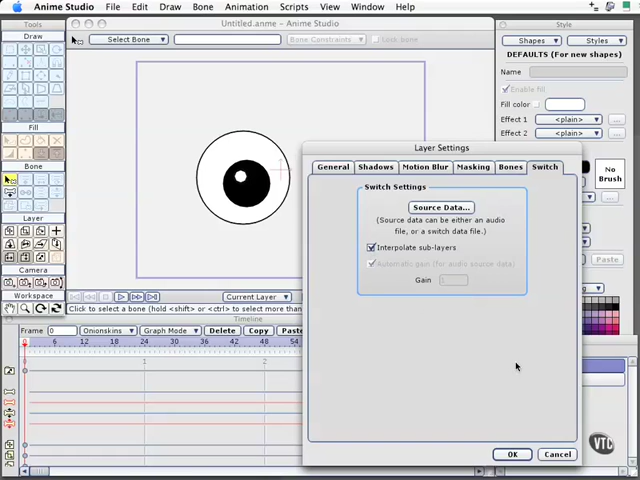 Anime Studio File Edit Draw Bone Animation Scripts View Window Help
Untitled.anme - Anime Studio
Tools
Draw
Fill
Bone
Layer
Camera
Workspace
Select Bone
Bone Constraints
Lock bone
Style
Shapes Styles
DEFAULTS (For new shapes)
Name
Enable fill
Fill color
Effect 1 <plain> ...
Effect 2 <plain> ...
No
Brush
Paste
Layer Settings
General Shadows Motion Blur Masking Bones Switch
Switch Settings
Source Data...
(Source data can be either an audio
file, or a switch data file.)
Interpolate sub-layers
Automatic gain (for audio source data)
Gain 1
OK Cancel
Current Layer
Click to select a bone (hold <shift> or <ctrl> to select more
Timeline
Frame 0 Onionskins Graph Mode Delete Copy Paste
0 6 12 18 24 30 36 42 48 54
0 1 2
VTC